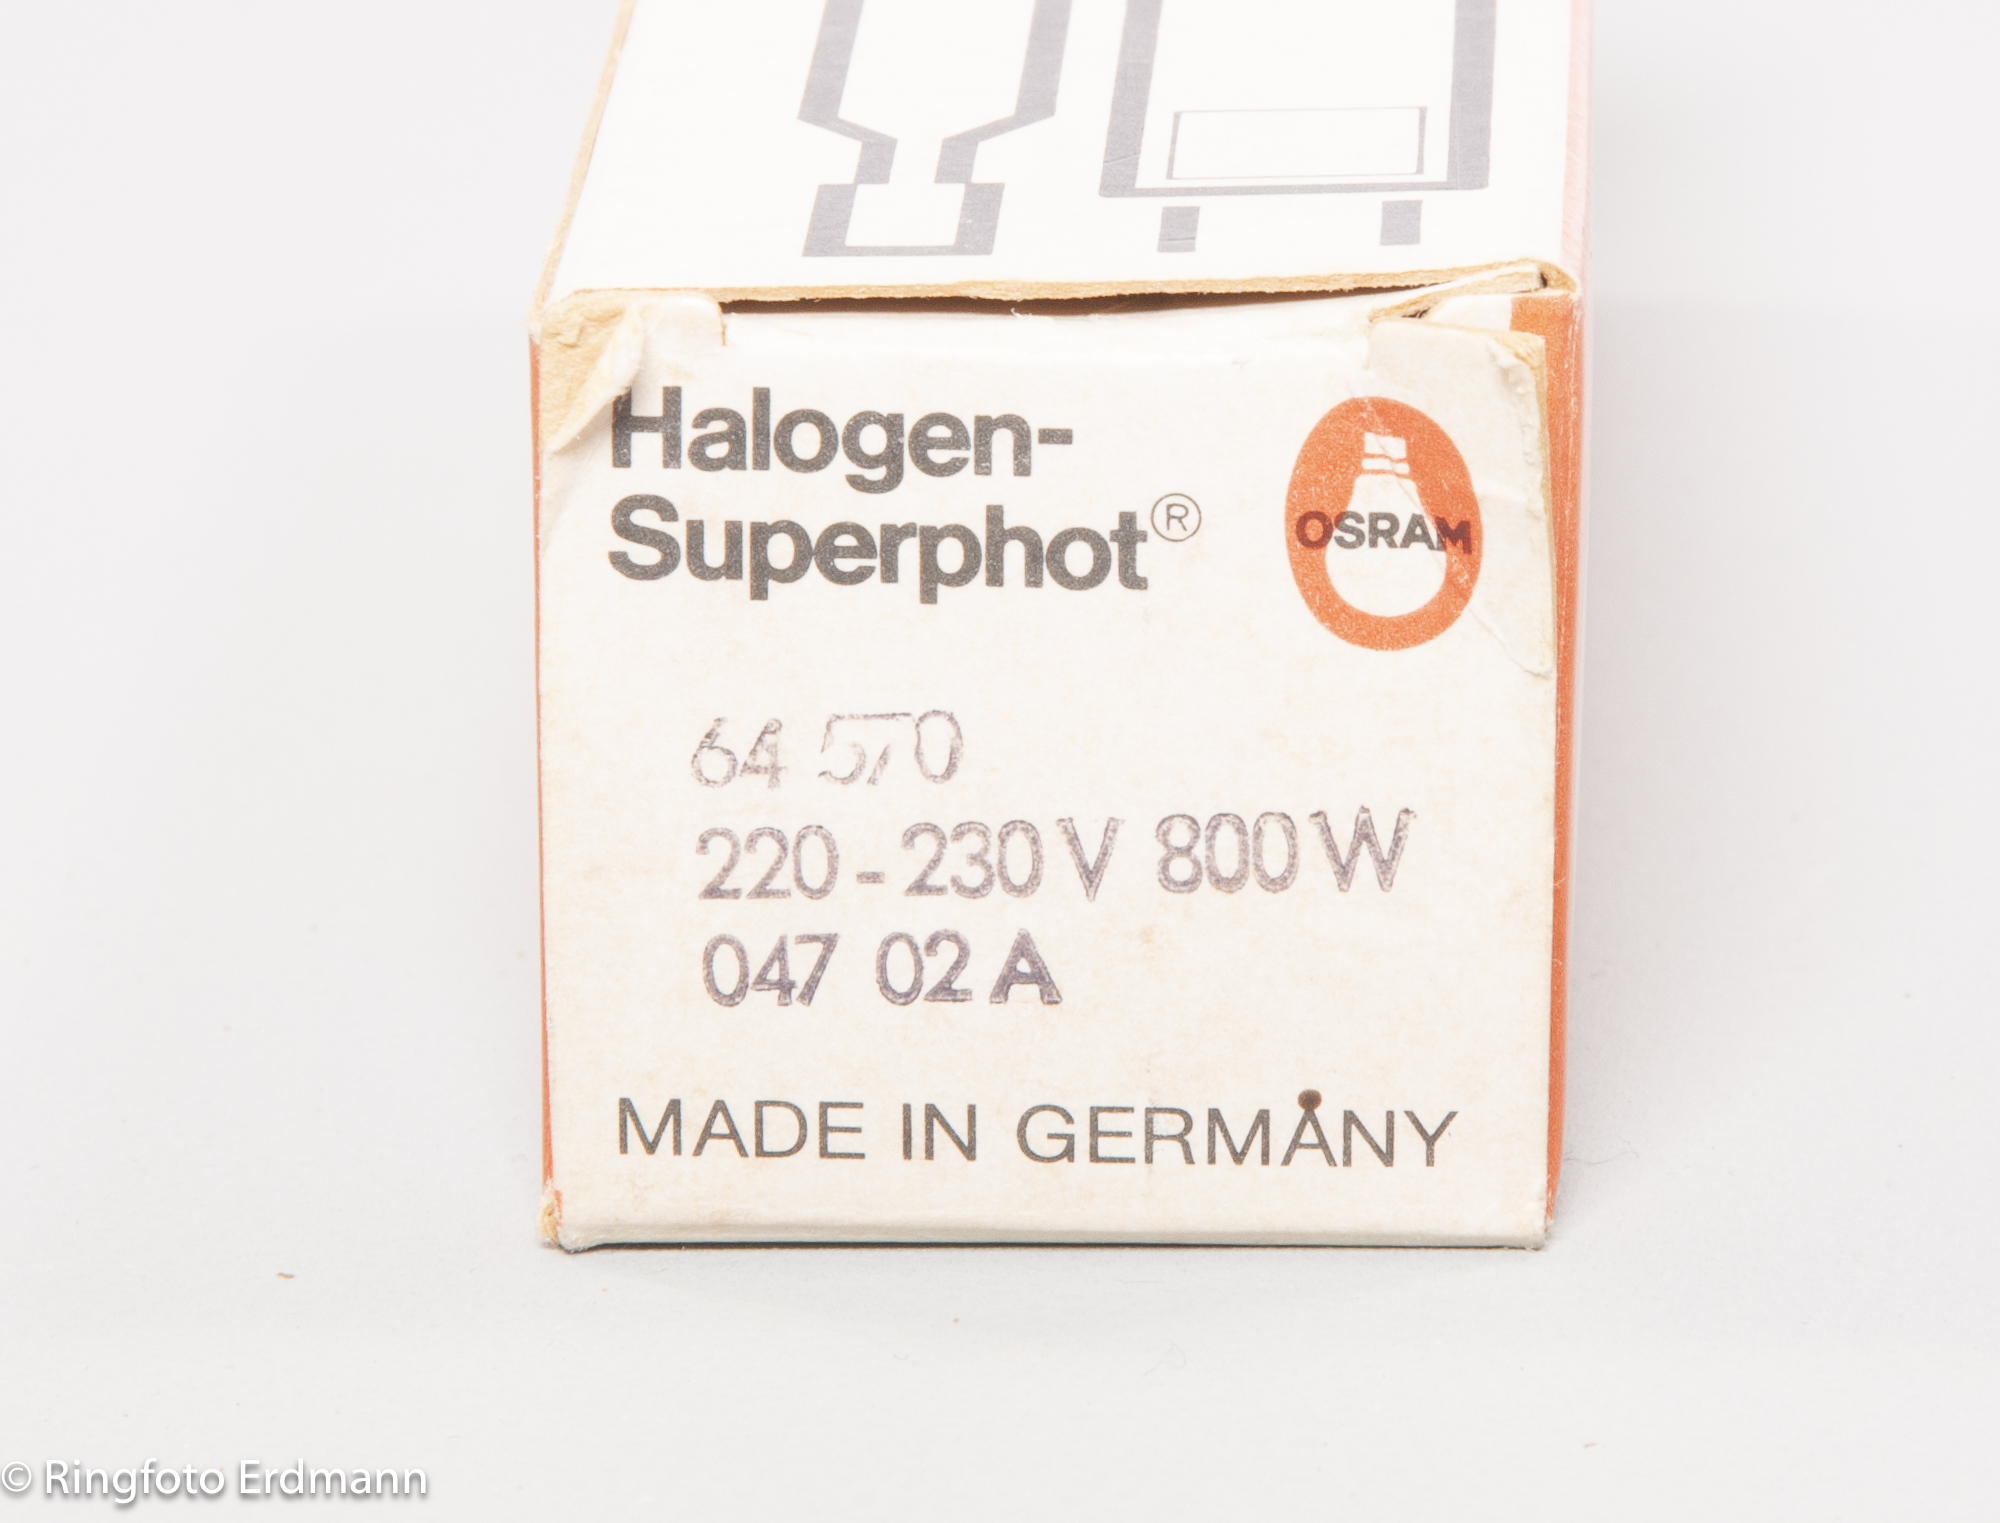 Halogen-
Superphot®
OSRAM
64 570
220-230 V 800 W
047 02 A
MADE IN GERMANY
© Ringfoto Erdmann